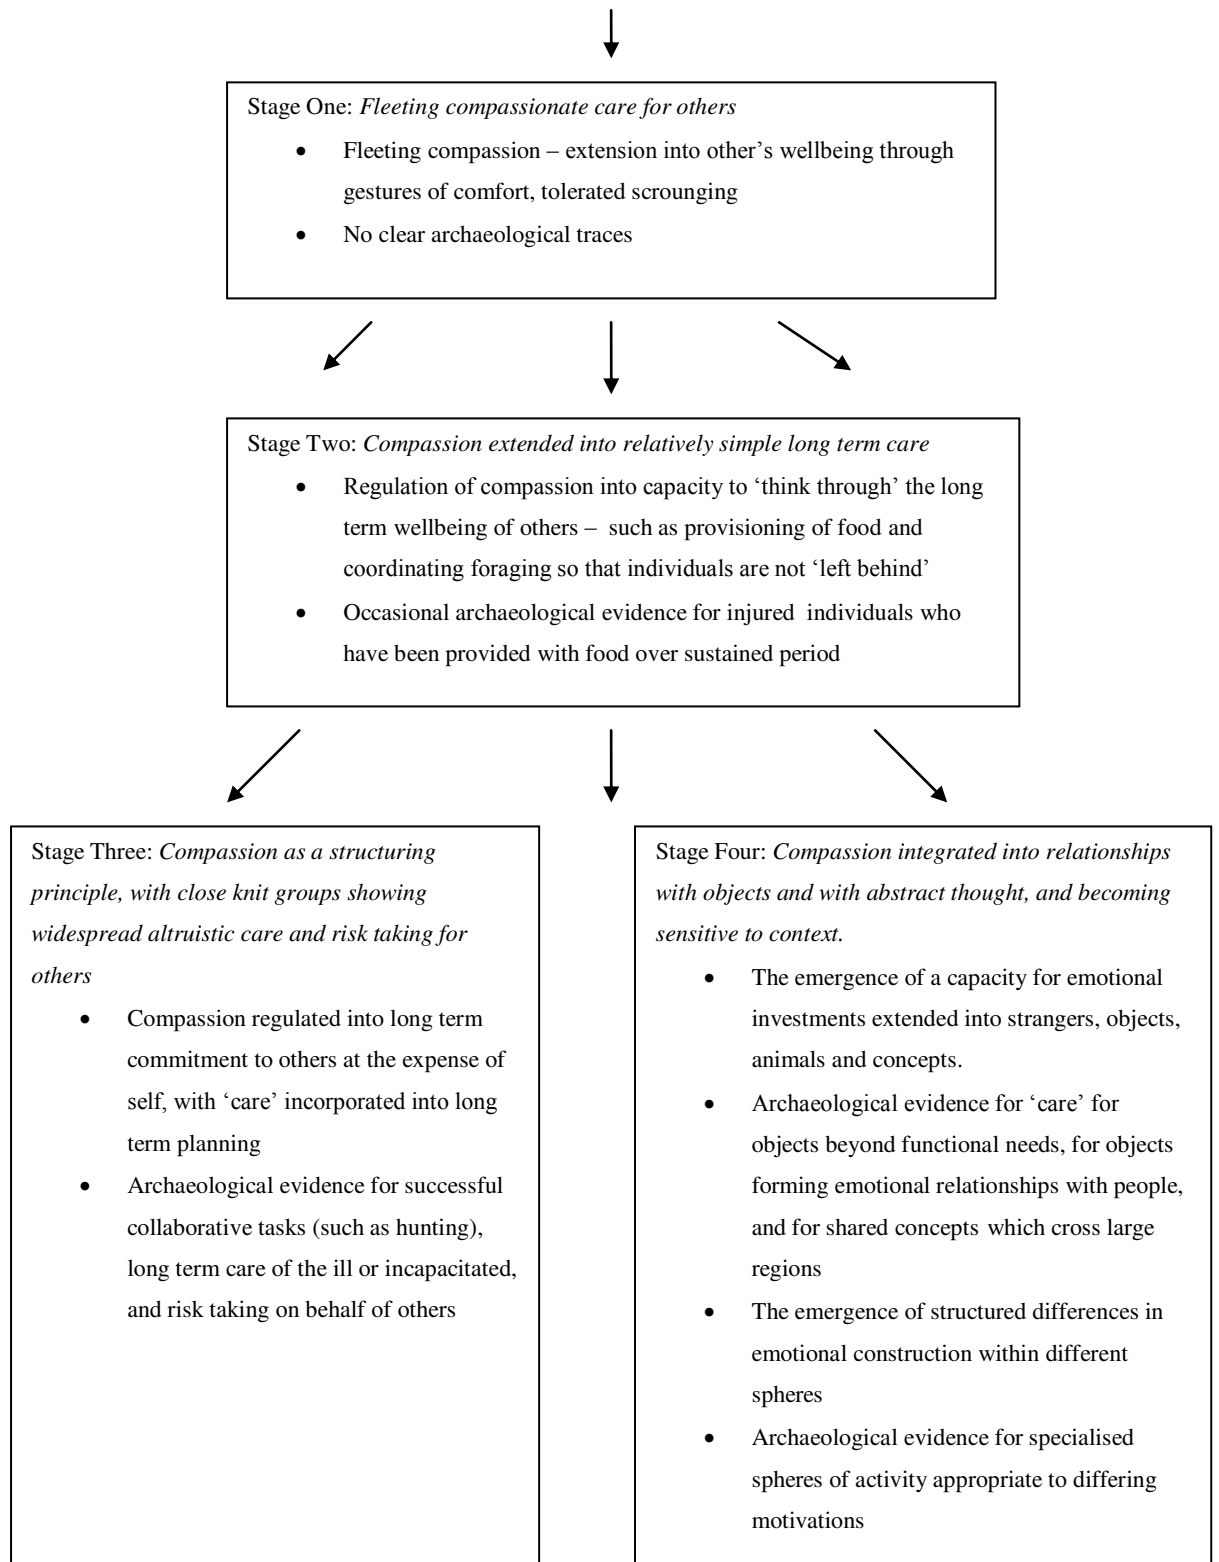 Stage One: Fleeting compassionate care for others
• Fleeting compassion – extension into other’s wellbeing through
gestures of comfort, tolerated scrounging
• No clear archaeological traces
Stage Two: Compassion extended into relatively simple long term care
• Regulation of compassion into capacity to ‘think through’ the long
term wellbeing of others – such as provisioning of food and
coordinating foraging so that individuals are not ‘left behind’
• Occasional archaeological evidence for injured individuals who
have been provided with food over sustained period
Stage Three: Compassion as a structuring
principle, with close knit groups showing
widespread altruistic care and risk taking for
others
• Compassion regulated into long term
commitment to others at the expense of
self, with ‘care’ incorporated into long
term planning
• Archaeological evidence for successful
collaborative tasks (such as hunting),
long term care of the ill or incapacitated,
and risk taking on behalf of others
Stage Four: Compassion integrated into relationships
with objects and with abstract thought, and becoming
sensitive to context.
• The emergence of a capacity for emotional
investments extended into strangers, objects,
animals and concepts.
• Archaeological evidence for ‘care’ for
objects beyond functional needs, for objects
forming emotional relationships with people,
and for shared concepts which cross large
regions
• The emergence of structured differences in
emotional construction within different
spheres
• Archaeological evidence for specialised
spheres of activity appropriate to differing
motivations